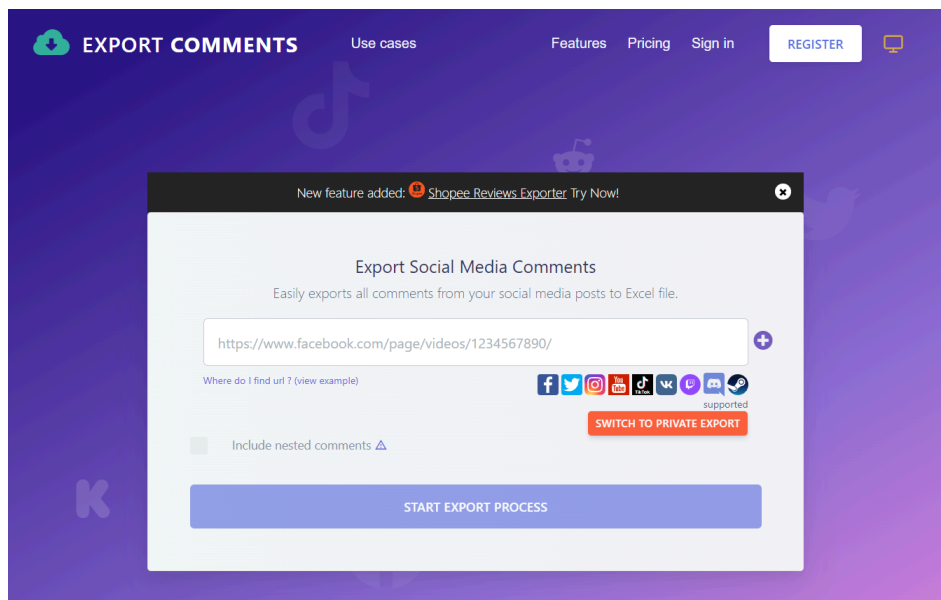 EXPORT COMMENTS Use cases Features Pricing Sign in REGISTER
New feature added: Shopee Reviews Exporter Try Now!
Export Social Media Comments
Easily exports all comments from your social media posts to Excel file.
https://www.facebook.com/page/videos/1234567890/
Where do I find url ? (view example)
You
Tube
TikTok
supported
SWITCH TO PRIVATE EXPORT
Include nested comments
START EXPORT PROCESS